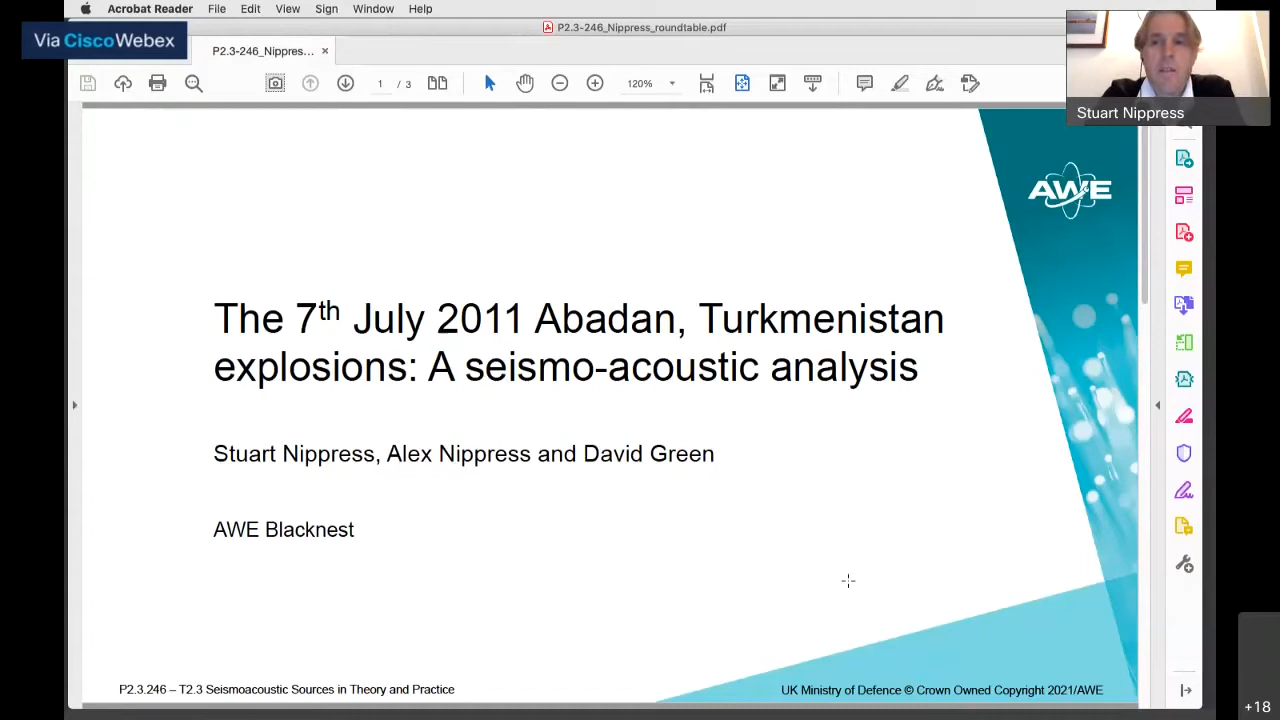 Acrobat Reader File Edit View Sign Window Help
P2.3-246_Nippress_roundtable.pdf
Via CiscoWebex
P2.3-246_Nippres... ×
1 / 3 120%
Stuart Nippress
AWE
The 7th July 2011 Abadan, Turkmenistan
explosions: A seismo-acoustic analysis
Stuart Nippress, Alex Nippress and David Green
AWE Blacknest
P2.3.246 – T2.3 Seismoacoustic Sources in Theory and Practice
UK Ministry of Defence © Crown Owned Copyright 2021/AWE
+18